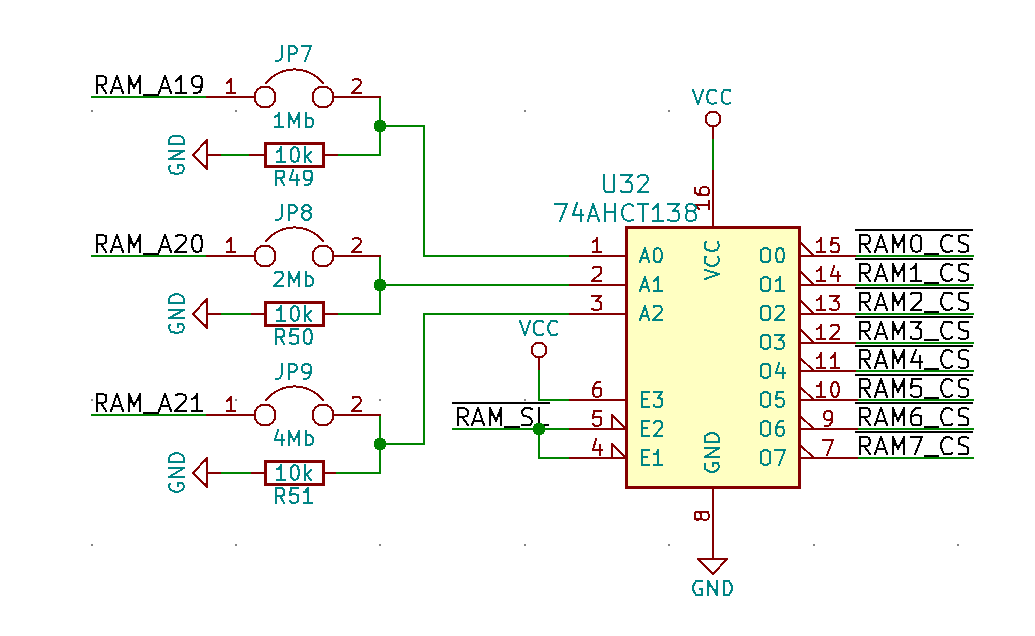 JP7
RAM_A19 1 2
1Mb
GND 10k
R49
JP8
RAM_A20 1 2
2Mb
GND 10k
R50
JP9
RAM_A21 1 2
4Mb
GND 10k
R51
VCC
16
U32
74AHCT138
VCC
1 A0 O0 15 RAM0_CS
2 A1 O1 14 RAM1_CS
3 A2 O2 13 RAM2_CS
O3 12 RAM3_CS
O4 11 RAM4_CS
VCC
6 E3 O5 10 RAM5_CS
RAM_SL 5 E2 O6 9 RAM6_CS
4 E1 O7 7 RAM7_CS
GND
8
GND